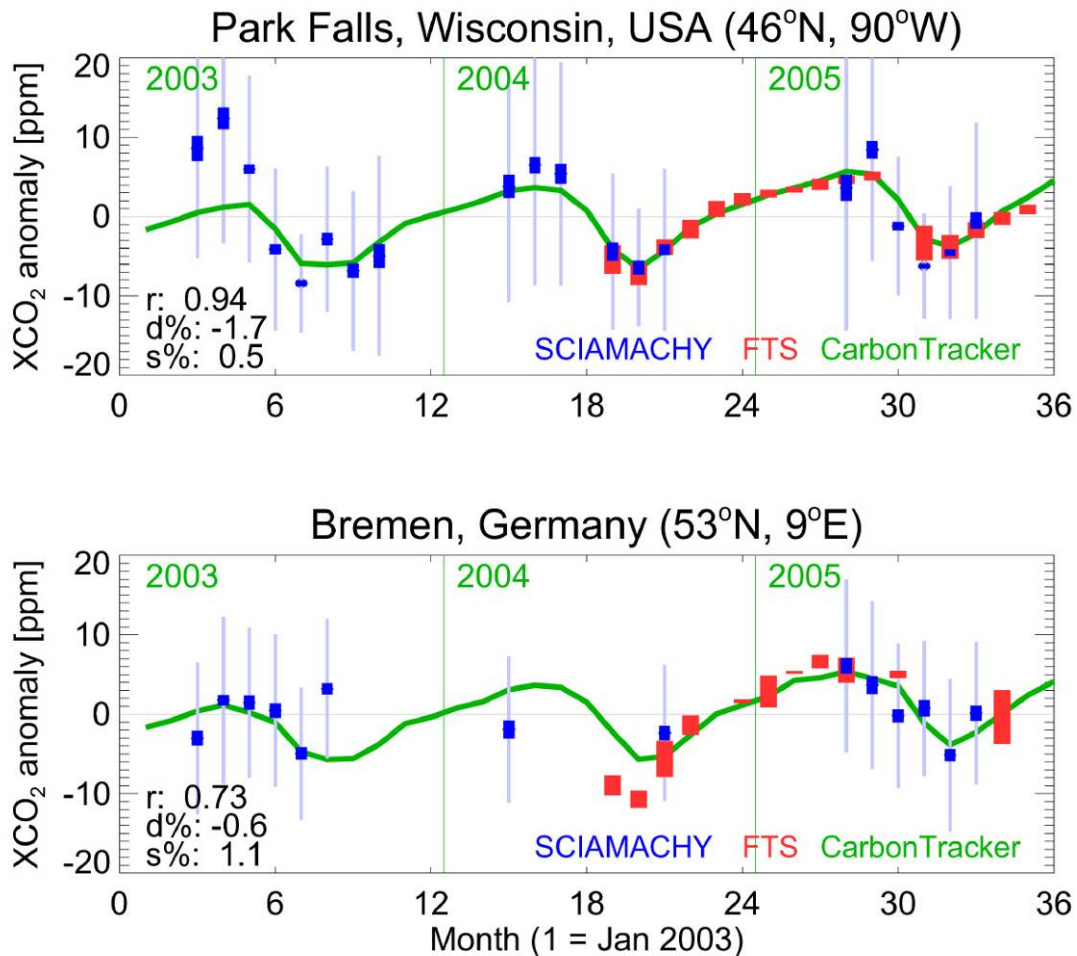 Park Falls, Wisconsin, USA (46°N, 90°W)
XCO₂ anomaly [ppm]
20
10
0
-10
-20
2003
2004
2005
r: 0.94
d%: -1.7
s%: 0.5
SCIAMACHY FTS CarbonTracker
0 6 12 18 24 30 36
Bremen, Germany (53°N, 9°E)
XCO₂ anomaly [ppm]
20
10
0
-10
-20
2003
2004
2005
r: 0.73
d%: -0.6
s%: 1.1
SCIAMACHY FTS CarbonTracker
0 6 12 18 24 30 36
Month (1 = Jan 2003)